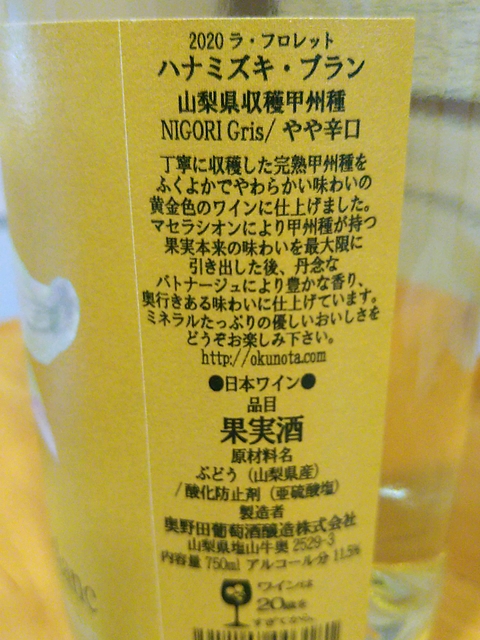 2020 ラ・フロレット
ハナミズキ・ブラン
山梨県収穫甲州種
NIGORI Gris/ やや辛口
丁寧に収穫した完熟甲州種を
ふくよかでやわらかい味わいの
黄金色のワインに仕上げました。
マセラシオンにより甲州種が持つ
果実本来の味わいを最大限に
引き出した後、丹念な
バトナージュにより豊かな香り、
奥行きある味わいに仕上げています。
ミネラルたっぷりの優しいおいしさを
どうぞお楽しみ下さい。
http://okunota.com
●日本ワイン●
品目
果実酒
原材料名
ぶどう（山梨県産）
/酸化防止剤（亜硫酸塩）
製造者
奥野田葡萄酒醸造株式会社
山梨県塩山牛奥 2529-3
内容量 750ml アルコール分 11.5%
ワインは
20歳を
すぎてから。
anc